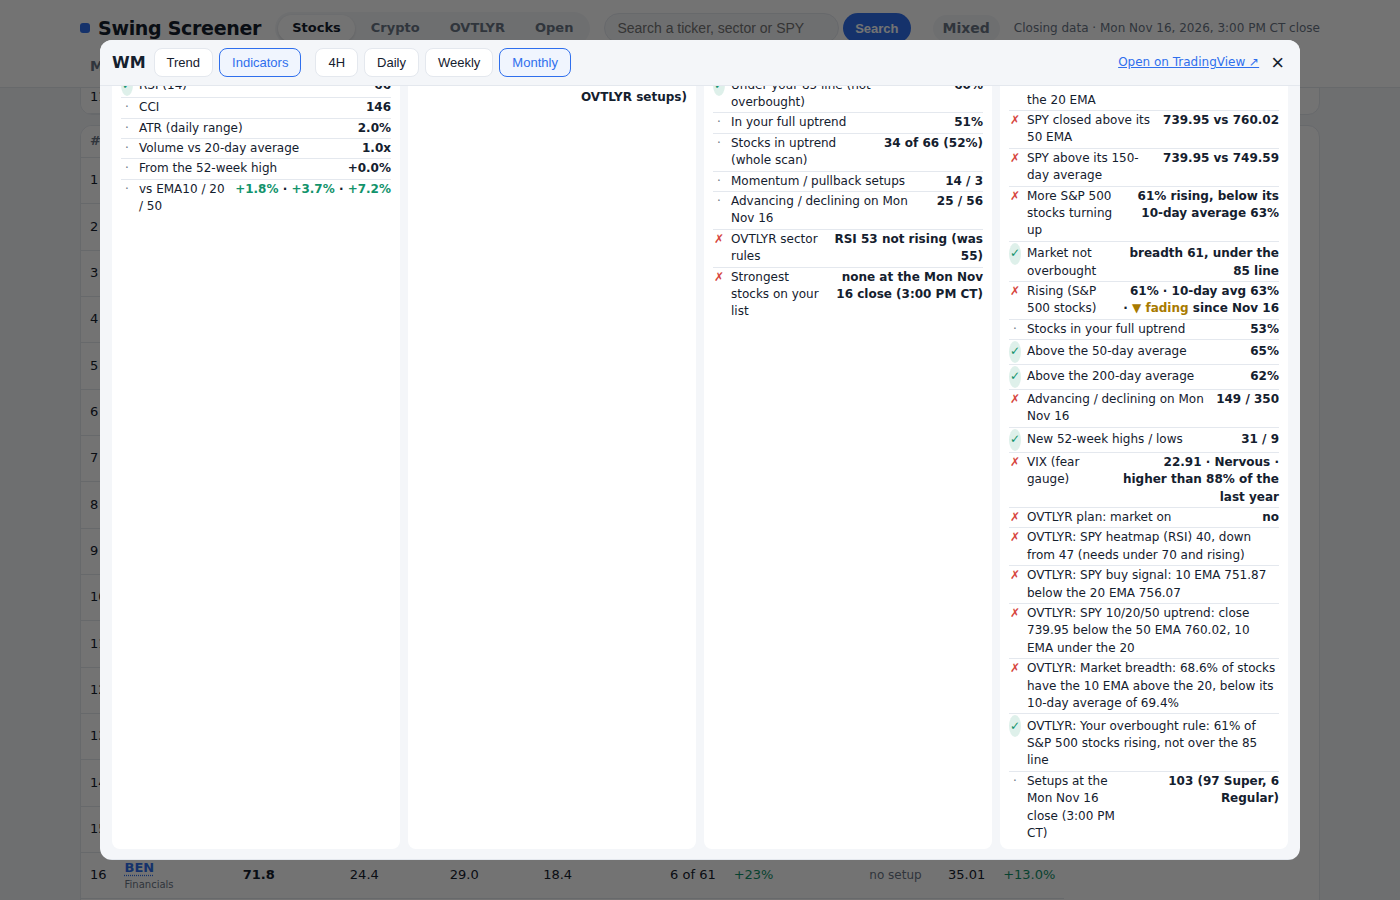 Swing Screener Stocks Crypto OVTLYR Open Search a ticker, sector or SPY Search Mixed Closing data · Mon Nov 16, 2026, 3:00 PM CT close
WM Trend Indicators 4H Daily Weekly Monthly Open on TradingView ↗ ×
CCI 146
ATR (daily range) 2.0%
Volume vs 20-day average 1.0x
From the 52-week high +0.0%
vs EMA10 / 20 +1.8% · +3.7% · +7.2%
/ 50
OVTLYR setups)
overbought)
In your full uptrend 51%
Stocks in uptrend 34 of 66 (52%)
(whole scan)
Momentum / pullback setups 14 / 3
Advancing / declining on Mon 25 / 56
Nov 16
✗ OVTLYR sector RSI 53 not rising (was
rules 55)
✗ Strongest none at the Mon Nov
stocks on your 16 close (3:00 PM CT)
list
the 20 EMA
✗ SPY closed above its 739.95 vs 760.02
50 EMA
✗ SPY above its 150- 739.95 vs 749.59
day average
✗ More S&P 500 61% rising, below its
stocks turning 10-day average 63%
up
✓ Market not breadth 61, under the
overbought 85 line
✗ Rising (S&P 61% · 10-day avg 63%
500 stocks) · ▼ fading since Nov 16
Stocks in your full uptrend 53%
✓ Above the 50-day average 65%
✓ Above the 200-day average 62%
✗ Advancing / declining on Mon 149 / 350
Nov 16
✓ New 52-week highs / lows 31 / 9
✗ VIX (fear 22.91 · Nervous ·
gauge) higher than 88% of the
last year
✗ OVTLYR plan: market on no
✗ OVTLYR: SPY heatmap (RSI) 40, down
from 47 (needs under 70 and rising)
✗ OVTLYR: SPY buy signal: 10 EMA 751.87
below the 20 EMA 756.07
✗ OVTLYR: SPY 10/20/50 uptrend: close
739.95 below the 50 EMA 760.02, 10
EMA under the 20
✗ OVTLYR: Market breadth: 68.6% of stocks
have the 10 EMA above the 20, below its
10-day average of 69.4%
✓ OVTLYR: Your overbought rule: 61% of
S&P 500 stocks rising, not over the 85
line
Setups at the 103 (97 Super, 6
Mon Nov 16 Regular)
close (3:00 PM
CT)
#
1
2
3
4
5
6
7
8
9
16 BEN 71.8 24.4 29.0 18.4 6 of 61 +23% no setup 35.01 +13.0%
Financials